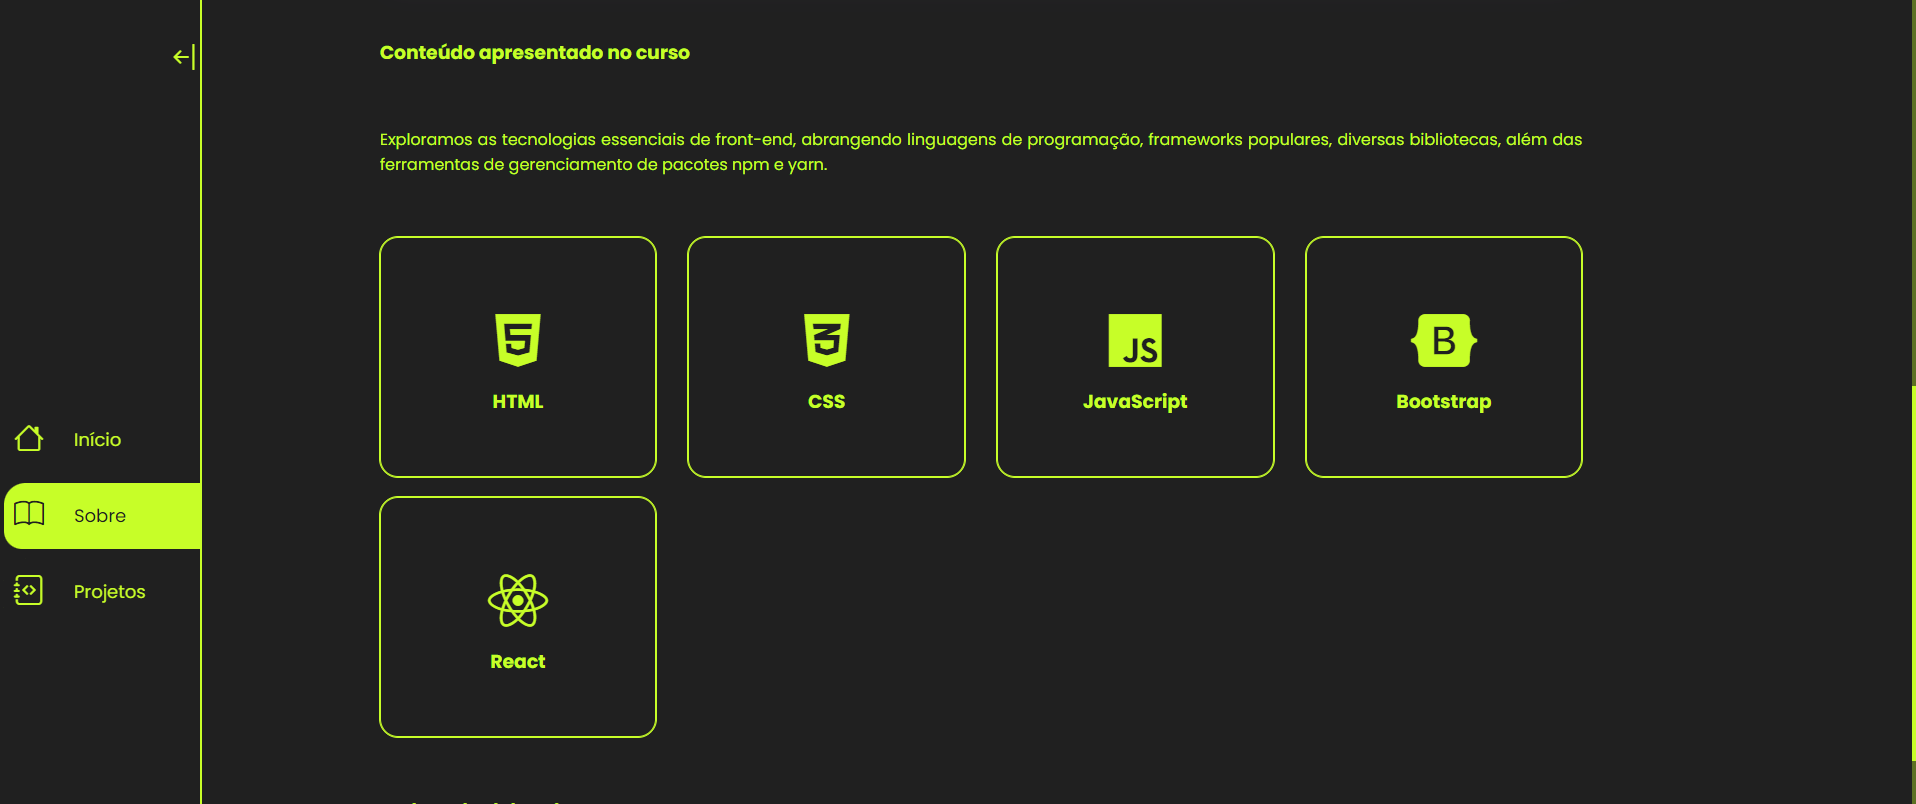 Conteúdo apresentado no curso
Exploramos as tecnologias essenciais de front-end, abrangendo linguagens de programação, frameworks populares, diversas bibliotecas, além das
ferramentas de gerenciamento de pacotes npm e yarn.
5
HTML
3
CSS
JS
JavaScript
B
Bootstrap
Início
Sobre
Projetos
React